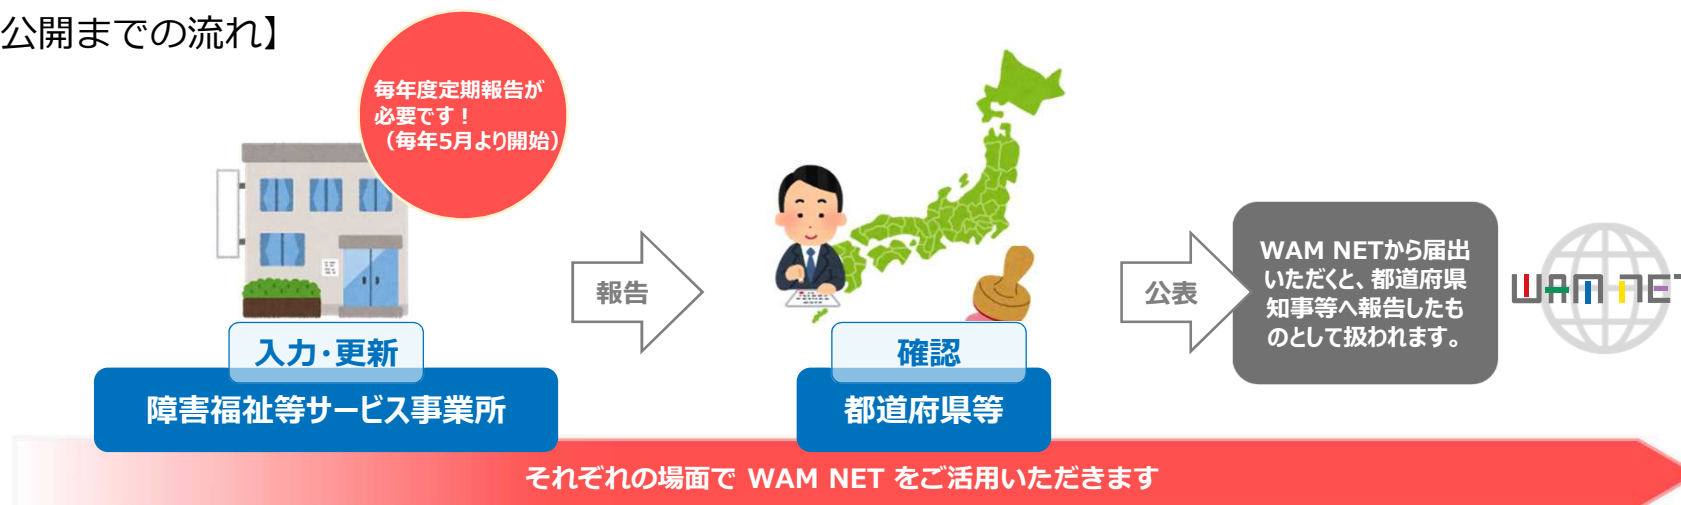 公開までの流れ】
毎年度定期報告が
必要です！
（毎年5月より開始）
報告
公表
WAM NETから届出
いただくと、都道府県
知事等へ報告したも
のとして扱われます。
WAM NET
入力・更新
障害福祉等サービス事業所
確認
都道府県等
それぞれの場面で WAM NET をご活用いただきます